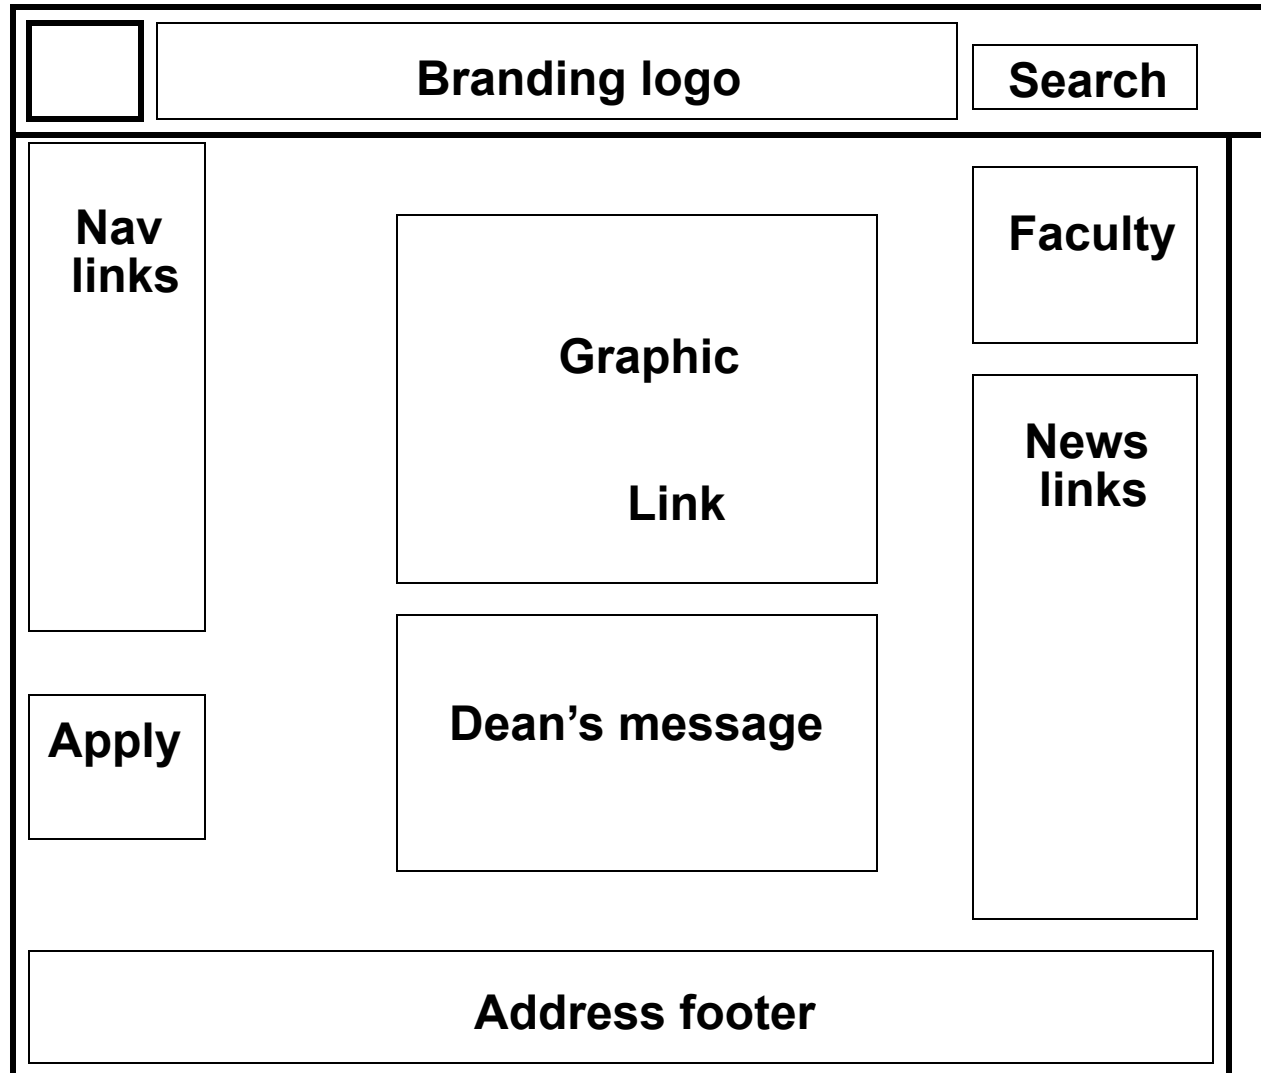 Branding logo
Search
Nav
links
Graphic
Link
Faculty
News
links
Apply
Dean’s message
Address footer